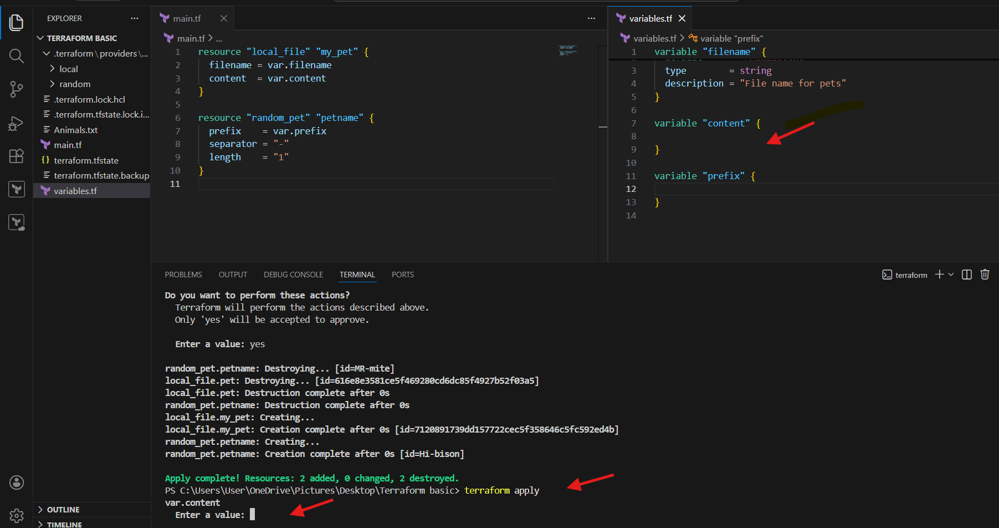 EXPLORER
···
TERRAFORM BASIC
.terraform\providers\...
local
random
.terraform.lock.hcl
.terraform.tfstate.lock.i...
Animals.txt
main.tf
terraform.tfstate
terraform.tfstate.backup
variables.tf
OUTLINE
TIMELINE
main.tf
···
main.tf > ...
1 resource "local_file" "my_pet" {
2 filename = var.filename
3 content = var.content
4 }
5
6 resource "random_pet" "petname" {
7 prefix = var.prefix
8 separator = "-"
9 length = "1"
10 }
11
variables.tf
variables.tf > variable "prefix"
1 variable "filename" {
3 type = string
4 description = "File name for pets"
5 }
6
7 variable "content" {
8
9 }
10
11 variable "prefix" {
12
13 }
14
PROBLEMS OUTPUT DEBUG CONSOLE TERMINAL PORTS
terraform
Do you want to perform these actions?
Terraform will perform the actions described above.
Only 'yes' will be accepted to approve.
Enter a value: yes
random_pet.petname: Destroying... [id=MR-mite]
local_file.pet: Destroying... [id=616e8e3581ce5f469280cd6dc85f4927b52f03a5]
local_file.pet: Destruction complete after 0s
random_pet.petname: Destruction complete after 0s
local_file.my_pet: Creating...
local_file.my_pet: Creation complete after 0s [id=7120891739dd157722cec5f358646c5fc592ed4b]
random_pet.petname: Creating...
random_pet.petname: Creation complete after 0s [id=Hi-bison]
Apply complete! Resources: 2 added, 0 changed, 2 destroyed.
PS C:\Users\User\OneDrive\Pictures\Desktop\Terraform basic> terraform apply
var.content
Enter a value: